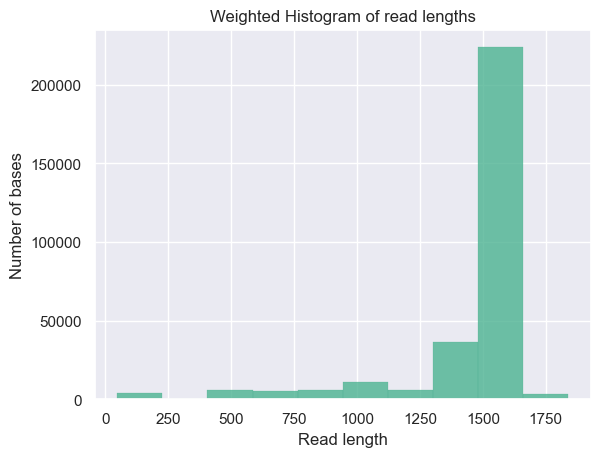 Weighted Histogram of read lengths
Number of bases
200000
150000
100000
50000
0
0 250 500 750 1000 1250 1500 1750
Read length